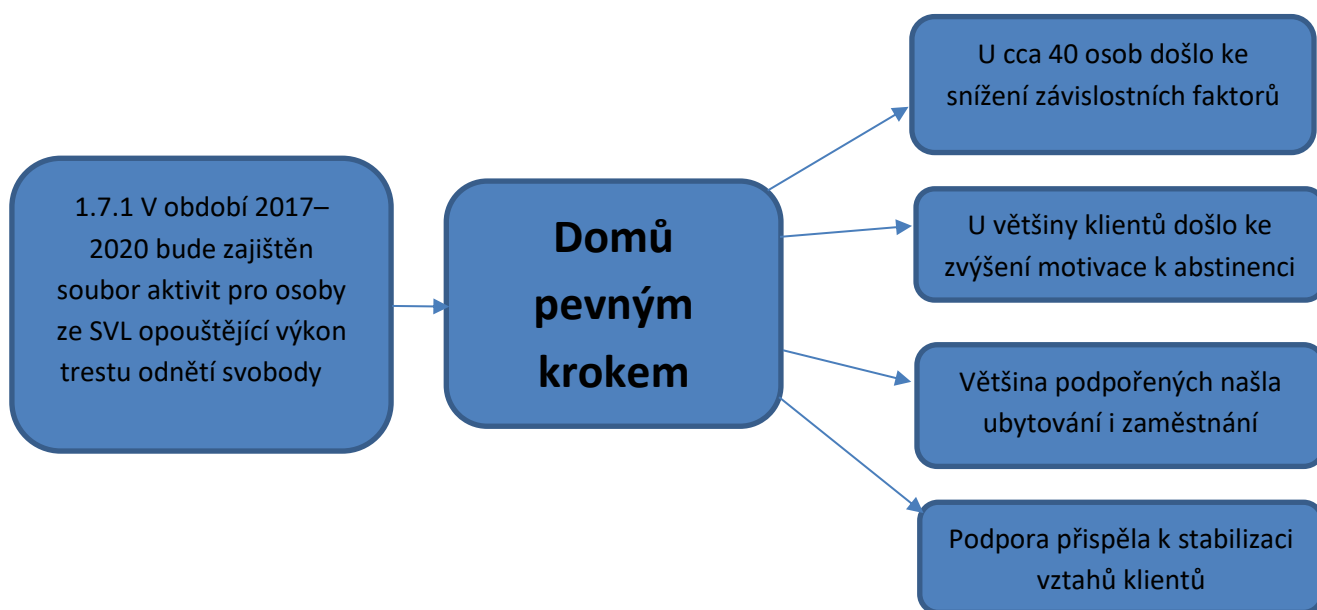 1.7.1 V období 2017–
2020 bude zajištěn
soubor aktivit pro osoby
ze SVL opouštějící výkon
trestu odnětí svobody
Domů
pevným
krokem
U cca 40 osob došlo ke
snížení závislostních faktorů
U většiny klientů došlo ke
zvýšení motivace k abstinenci
Většina podpořených našla
ubytování i zaměstnání
Podpora přispěla k stabilizaci
vztahů klientů